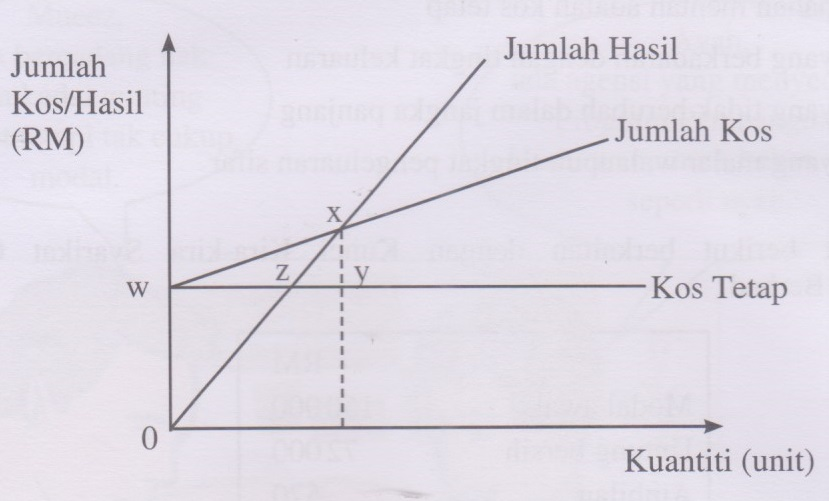 Jumlah
Kos/Hasil
(RM)
Jumlah Hasil
Jumlah Kos
x
z
y
w
Kos Tetap
0
Kuantiti (unit)